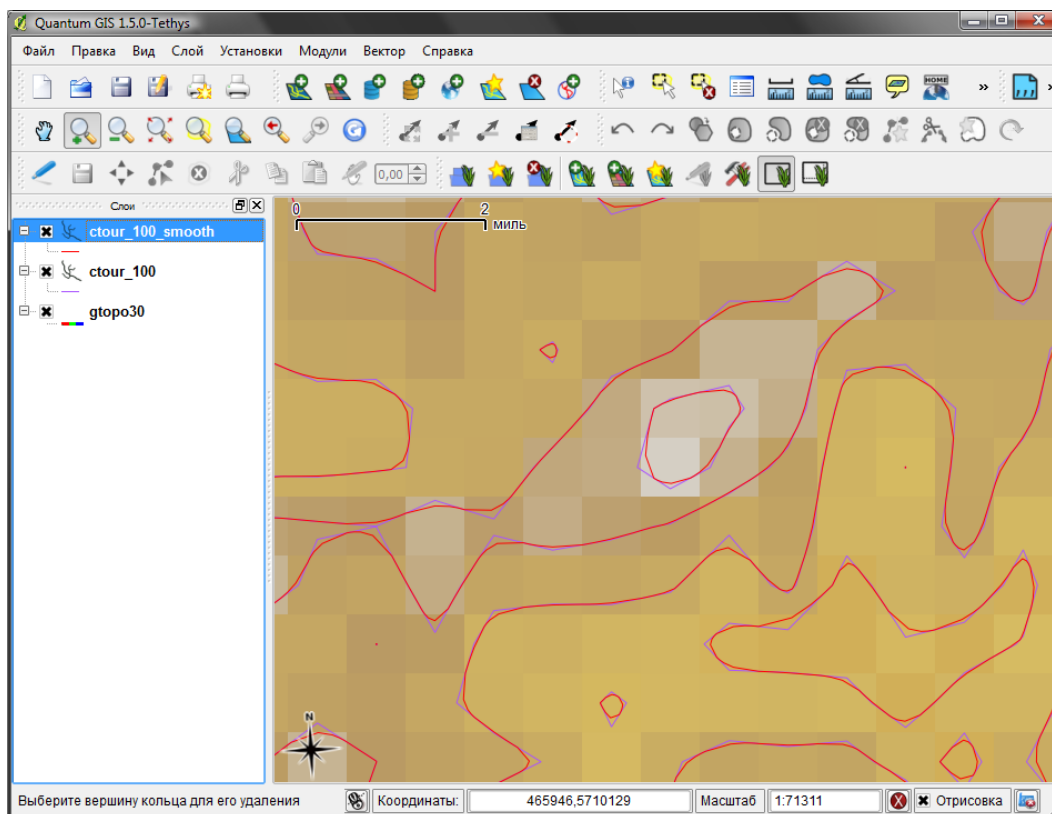 Quantum GIS 1.5.0-Tethys
Файл Правка Вид Слой Установки Модули Вектор Справка
HOME
»
0,00
Слои
ctour_100_smooth
ctour_100
gtopo30
0 2
миль
N
Выберите вершину кольца для его удаления Координаты: 465946,5710129 Масштаб 1:71311 Отрисовка